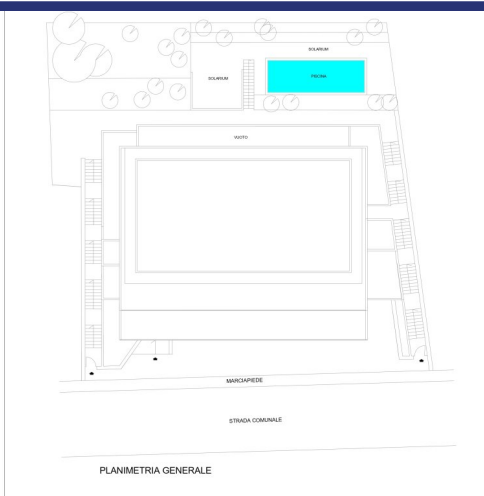 SOLARIUM
SOLARIUM
PISCINA
VUOTO
MARCIAPIEDE
STRADA COMUNALE
PLANIMETRIA GENERALE